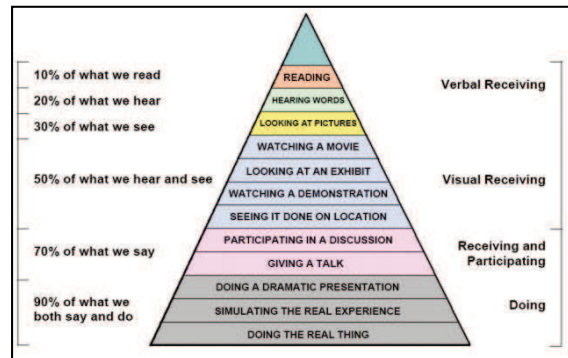 10% of what we read
READING
Verbal Receiving
20% of what we hear
HEARING WORDS
30% of what we see
LOOKING AT PICTURES
WATCHING A MOVIE
50% of what we hear and see
LOOKING AT AN EXHIBIT
Visual Receiving
WATCHING A DEMONSTRATION
SEEING IT DONE ON LOCATION
70% of what we say
PARTICIPATING IN A DISCUSSION
Receiving and
Participating
GIVING A TALK
90% of what we
both say and do
DOING A DRAMATIC PRESENTATION
Doing
SIMULATING THE REAL EXPERIENCE
DOING THE REAL THING